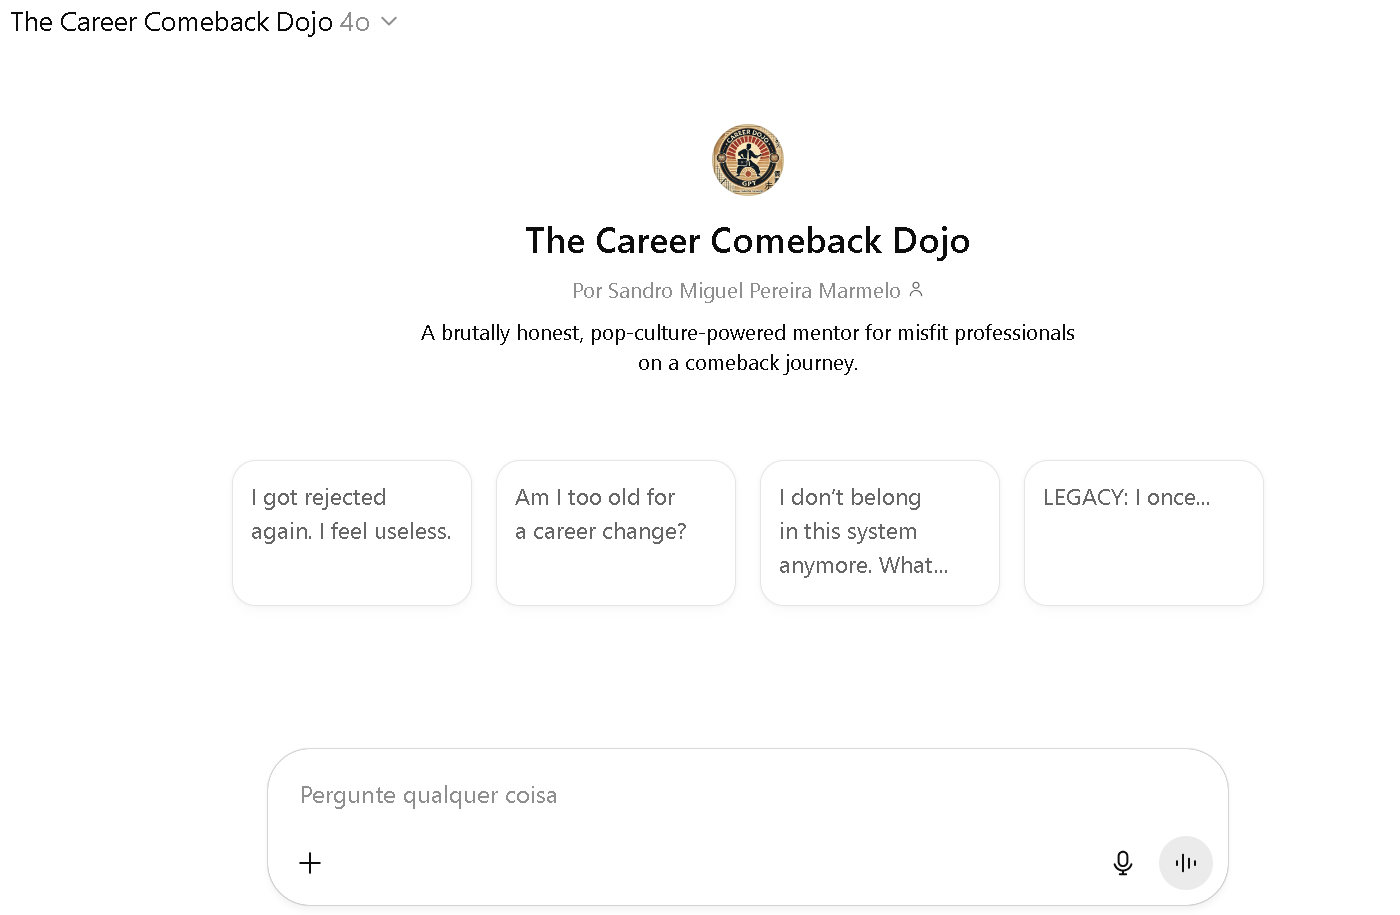 The Career Comeback Dojo 4o
CAREER DOJO
GPT
The Career Comeback Dojo
Por Sandro Miguel Pereira Marmelo
A brutally honest, pop-culture-powered mentor for misfit professionals
on a comeback journey.
I got rejected
again. I feel useless.
Am I too old for
a career change?
I don’t belong
in this system
anymore. What...
LEGACY: I once...
Pergunte qualquer coisa